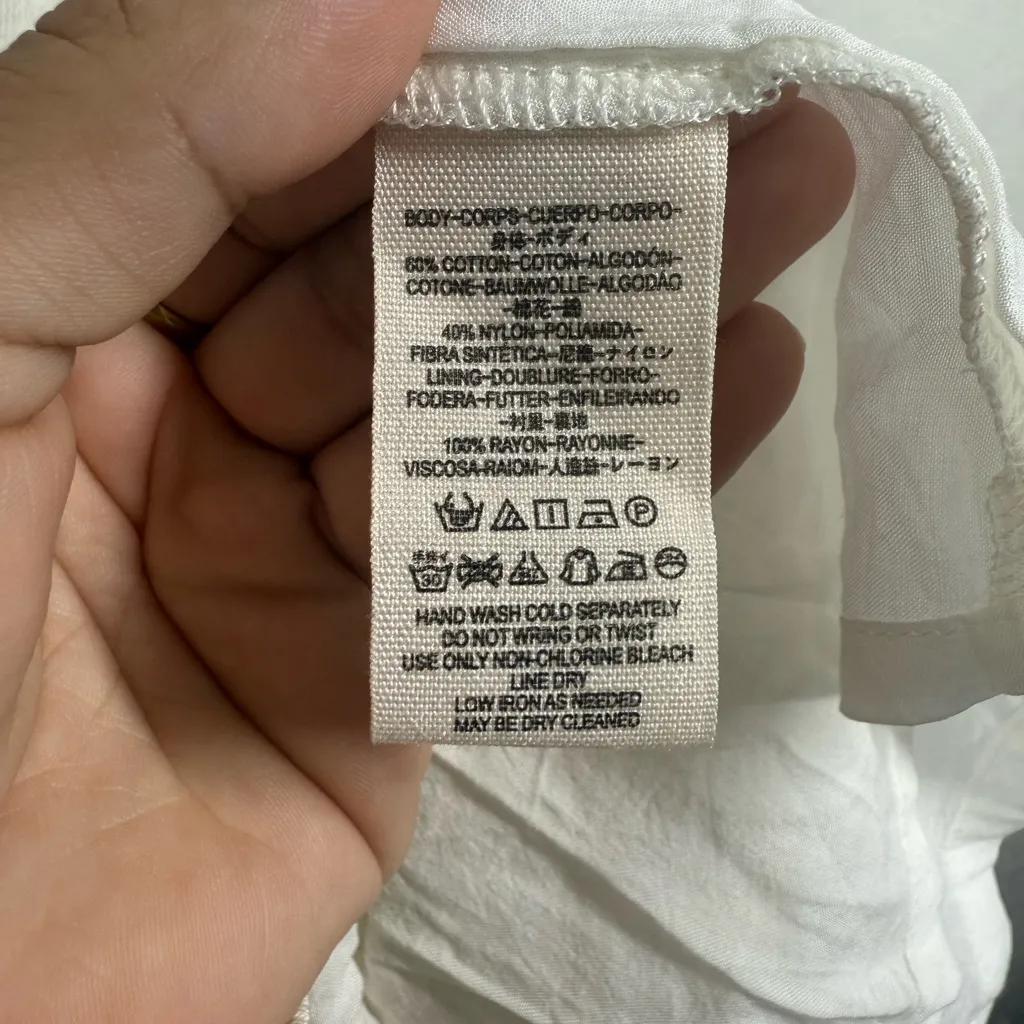 BODY-CORPS-CUERPO-CORPO-
身体-ボディ
60% COTTON-COTON-ALGODÓN-
COTONE-BAUMWOLLE-ALGODÃO
-棉花-綿
40% NYLON-POLIAMIDA-
FIBRA SINTÉTICA-尼龍-ナイロン
LINING-DOUBLURE-FORRO-
FODERA-FUTTER-ENFILEIRANDO
-衬里-裏地
100% RAYON-RAYONNE-
VISCOSA-RAIOM-人造絲-レーヨン
P
30
HAND WASH COLD SEPARATELY
DO NOT WRING OR TWIST
USE ONLY NON-CHLORINE BLEACH
LINE DRY
LOW IRON AS NEEDED
MAY BE DRY CLEANED